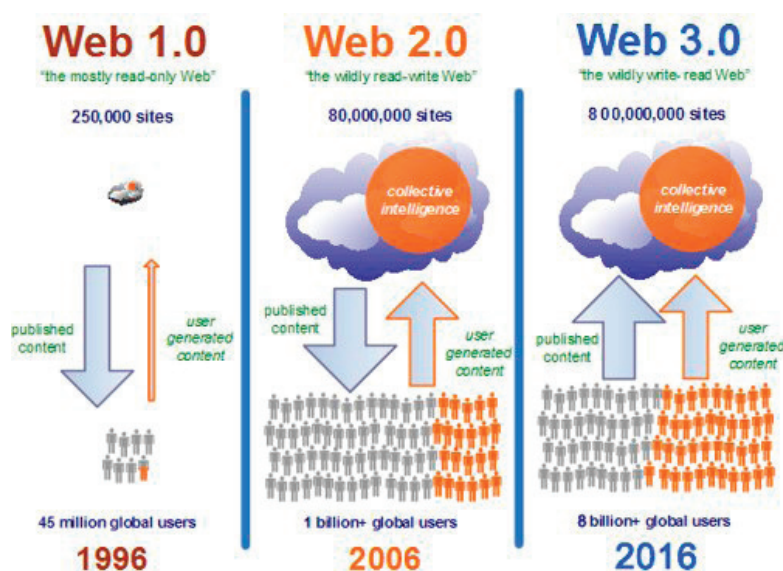 Web 1.0
"the mostly read-only Web"
250,000 sites
published
content
user
generated
content
45 million global users
1996
Web 2.0
"the wildly read-write Web"
80,000,000 sites
collective
intelligence
published
content
user
generated
content
1 billion+ global users
2006
Web 3.0
"the wildly write-read Web"
800,000,000 sites
collective
intelligence
published
content
user
generated
content
8 billion+ global users
2016